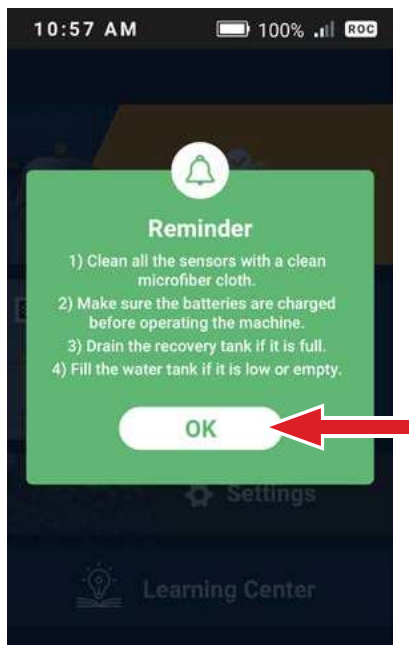 10:57 AM 100% ROC
Reminder
1) Clean all the sensors with a clean
microfiber cloth.
2) Make sure the batteries are charged
before operating the machine.
3) Drain the recovery tank if it is full.
4) Fill the water tank if it is low or empty.
OK
Settings
Learning Center